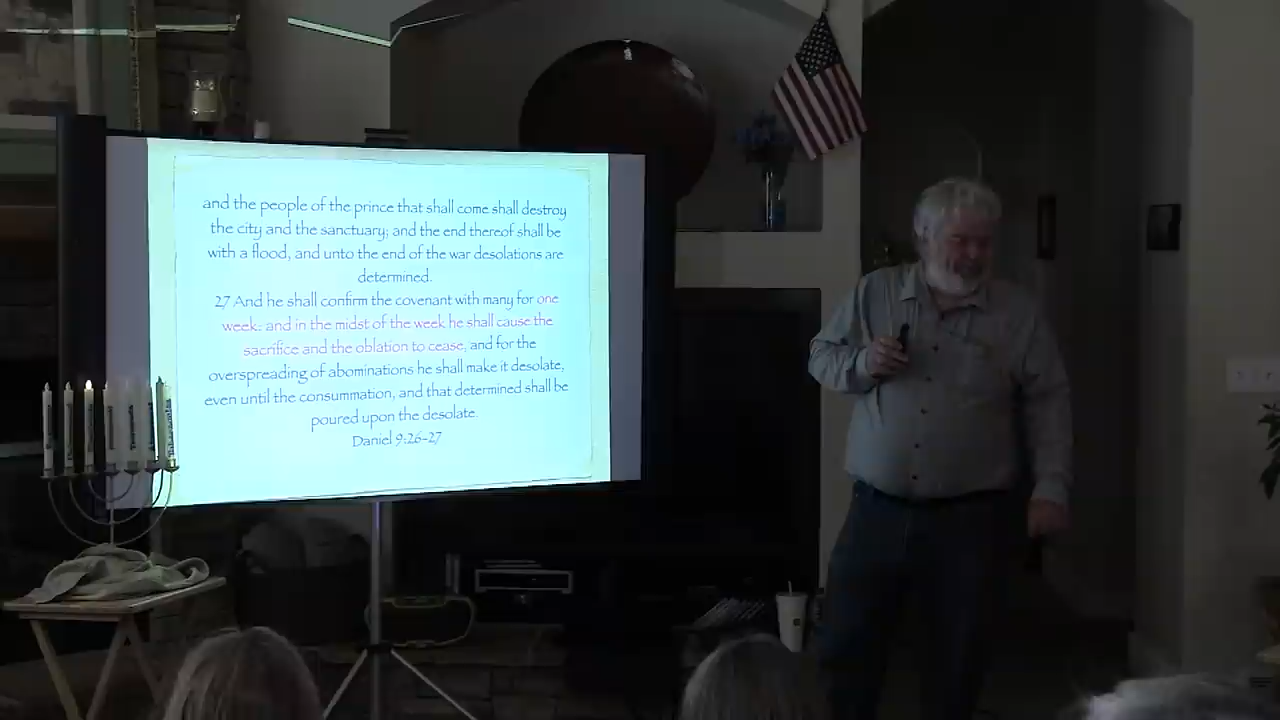 and the people of the prince that shall come shall destroy
the city and the sanctuary; and the end thereof shall be
with a flood, and unto the end of the war desolations are
determined.
27 And he shall confirm the covenant with many for one
week: and in the midst of the week he shall cause the
sacrifice and the oblation to cease, and for the
overspreading of abominations he shall make it desolate,
even until the consummation, and that determined shall be
poured upon the desolate.
Daniel 9:26-27